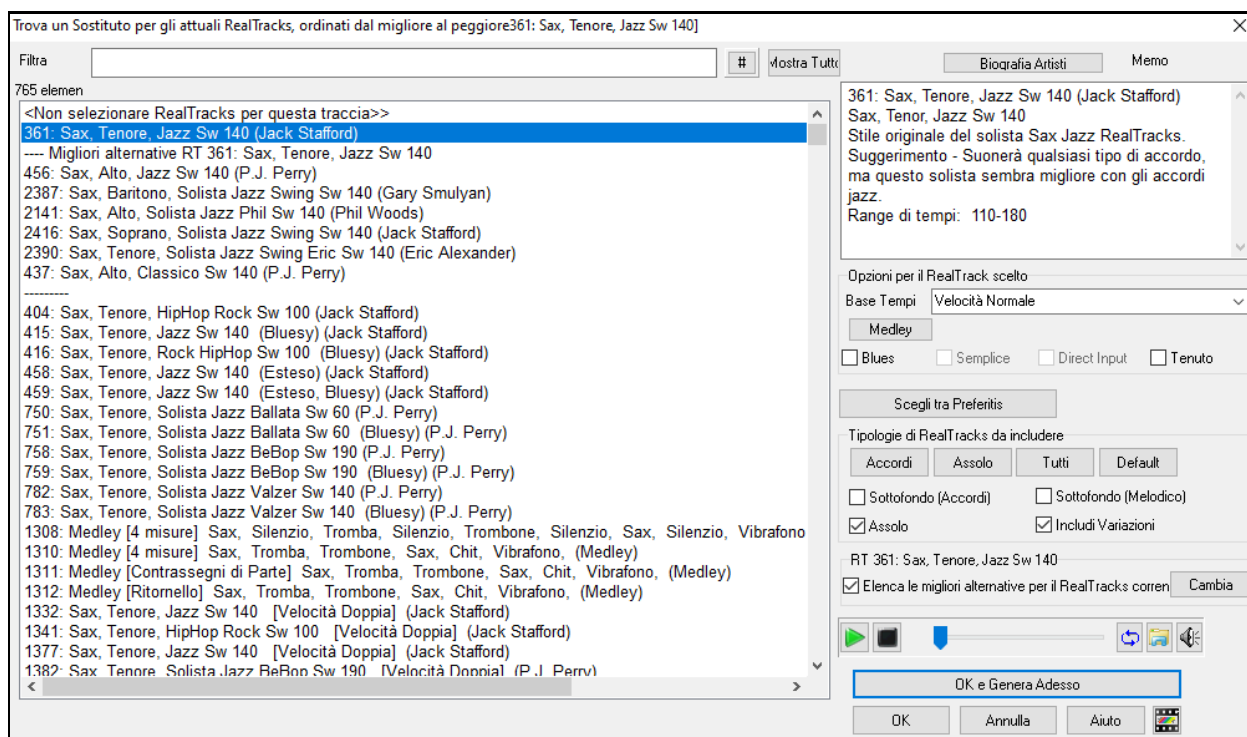 Trova un Sostituto per gli attuali RealTracks, ordinati dal migliore al peggiore361: Sax, Tenore, Jazz Sw 140]
Filtra
#
Mostra Tutto
765 elemen
<Non selezionare RealTracks per questa traccia>>
361: Sax, Tenore, Jazz Sw 140 (Jack Stafford)
---- Migliori alternative RT 361: Sax, Tenore, Jazz Sw 140
456: Sax, Alto, Jazz Sw 140 (P.J. Perry)
2387: Sax, Baritono, Solista Jazz Swing Sw 140 (Gary Smulyan)
2141: Sax, Alto, Solista Jazz Phil Sw 140 (Phil Woods)
2416: Sax, Soprano, Solista Jazz Swing Sw 140 (Jack Stafford)
2390: Sax, Tenore, Solista Jazz Swing Eric Sw 140 (Eric Alexander)
437: Sax, Alto, Classico Sw 140 (P.J. Perry)
---------
404: Sax, Tenore, HipHop Rock Sw 100 (Jack Stafford)
415: Sax, Tenore, Jazz Sw 140 (Bluesy) (Jack Stafford)
416: Sax, Tenore, Rock HipHop Sw 100 (Bluesy) (Jack Stafford)
458: Sax, Tenore, Jazz Sw 140 (Esteso) (Jack Stafford)
459: Sax, Tenore, Jazz Sw 140 (Esteso, Bluesy) (Jack Stafford)
750: Sax, Tenore, Solista Jazz Ballata Sw 60 (P.J. Perry)
751: Sax, Tenore, Solista Jazz Ballata Sw 60 (Bluesy) (P.J. Perry)
758: Sax, Tenore, Solista Jazz BeBop Sw 190 (P.J. Perry)
759: Sax, Tenore, Solista Jazz BeBop Sw 190 (Bluesy) (P.J. Perry)
782: Sax, Tenore, Solista Jazz Valzer Sw 140 (P.J. Perry)
783: Sax, Tenore, Solista Jazz Valzer Sw 140 (Bluesy) (P.J. Perry)
1308: Medley [4 misure] Sax, Silenzio, Tromba, Silenzio, Trombone, Silenzio, Sax, Silenzio, Vibrafono
1310: Medley [4 misure] Sax, Tromba, Trombone, Sax, Chit, Vibrafono, (Medley)
1311: Medley [Contrassegni di Parte] Sax, Tromba, Trombone, Sax, Chit, Vibrafono, (Medley)
1312: Medley [Ritornello] Sax, Tromba, Trombone, Sax, Chit, Vibrafono, (Medley)
1332: Sax, Tenore, Jazz Sw 140 [Velocità Doppia] (Jack Stafford)
1341: Sax, Tenore, HipHop Rock Sw 100 [Velocità Doppia] (Jack Stafford)
1377: Sax, Tenore, Jazz Sw 140 [Velocità Doppia] (Jack Stafford)
1382: Sax, Tenore, Solista Jazz BeBop Sw 190 [Velocità Doppia] (P.J. Perry)
Biografia Artisti
Memo
361: Sax, Tenore, Jazz Sw 140 (Jack Stafford)
Sax, Tenor, Jazz Sw 140
Stile originale del solista Sax Jazz RealTracks.
Suggerimento - Suonerà qualsiasi tipo di accordo,
ma questo solista sembra migliore con gli accordi
jazz.
Range di tempi: 110-180
Opzioni per il RealTrack scelto
Base Tempi
Velocità Normale
Medley
Blues
Semplice
Direct Input
Tenuto
Scegli tra Preferitis
Tipologie di RealTracks da includere
Accordi
Assolo
Tutti
Default
Sottofondo (Accordi)
Sottofondo (Melodico)
Assolo
Includi Variazioni
RT 361: Sax, Tenore, Jazz Sw 140
Elenca le migliori alternative per il RealTracks corren
Cambia
OK e Genera Adesso
OK
Annulla
Aiuto